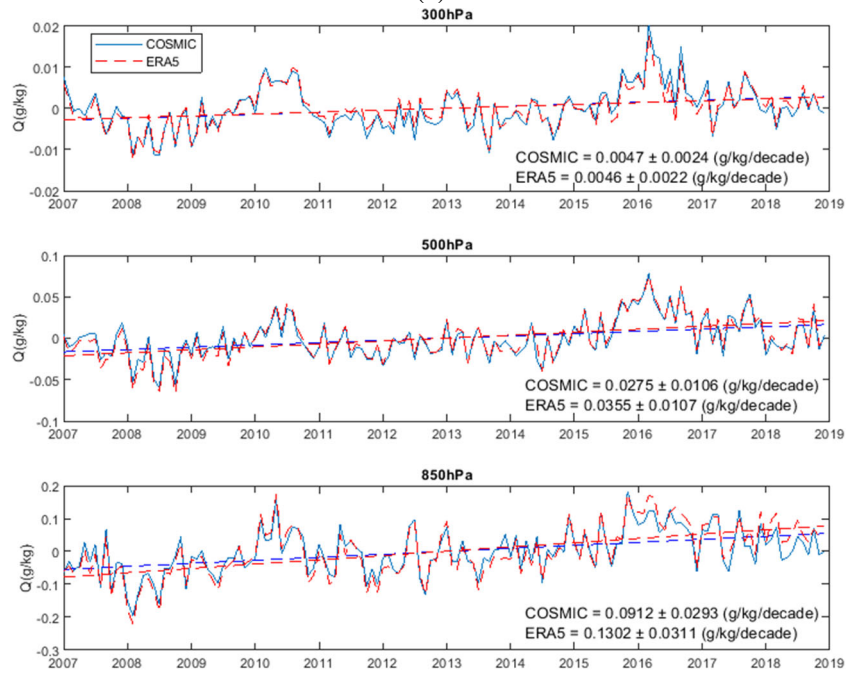 300hPa
0.02
0.01
0
-0.01
-0.02
Q(g/kg)
COSMIC
ERA5
COSMIC = 0.0047 ± 0.0024 (g/kg/decade)
ERA5 = 0.0046 ± 0.0022 (g/kg/decade)
2007 2008 2009 2010 2011 2012 2013 2014 2015 2016 2017 2018 2019
500hPa
0.1
0.05
0
-0.05
-0.1
Q(g/kg)
COSMIC = 0.0275 ± 0.0106 (g/kg/decade)
ERA5 = 0.0355 ± 0.0107 (g/kg/decade)
2007 2008 2009 2010 2011 2012 2013 2014 2015 2016 2017 2018 2019
850hPa
0.2
0.1
0
-0.1
-0.2
-0.3
Q(g/kg)
COSMIC = 0.0912 ± 0.0293 (g/kg/decade)
ERA5 = 0.1302 ± 0.0311 (g/kg/decade)
2007 2008 2009 2010 2011 2012 2013 2014 2015 2016 2017 2018 2019